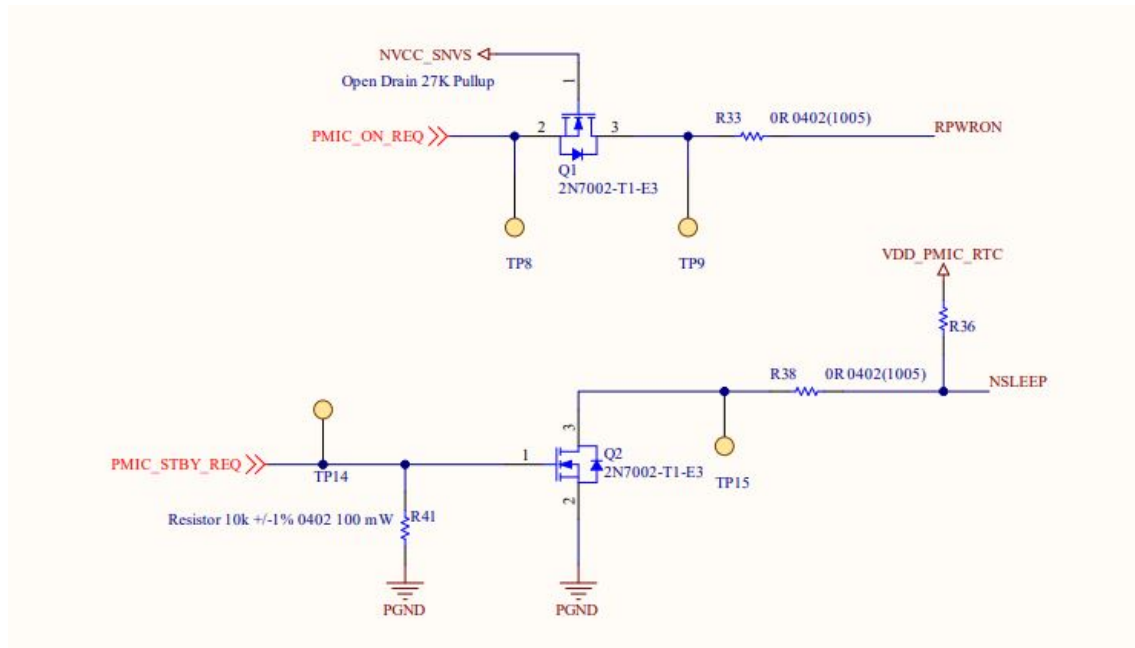 NVCC_SNVS
Open Drain 27K Pullup
1
PMIC_ON_REQ
2
3
R33
0R 0402(1005)
RPWRON
Q1
2N7002-T1-E3
TP8
TP9
VDD_PMIC_RTC
R36
R38
0R 0402(1005)
NSLEEP
3
PMIC_STBY_REQ
1
Q2
2N7002-T1-E3
TP14
TP15
2
Resistor 10k +/-1% 0402 100 mW
R41
PGND
PGND